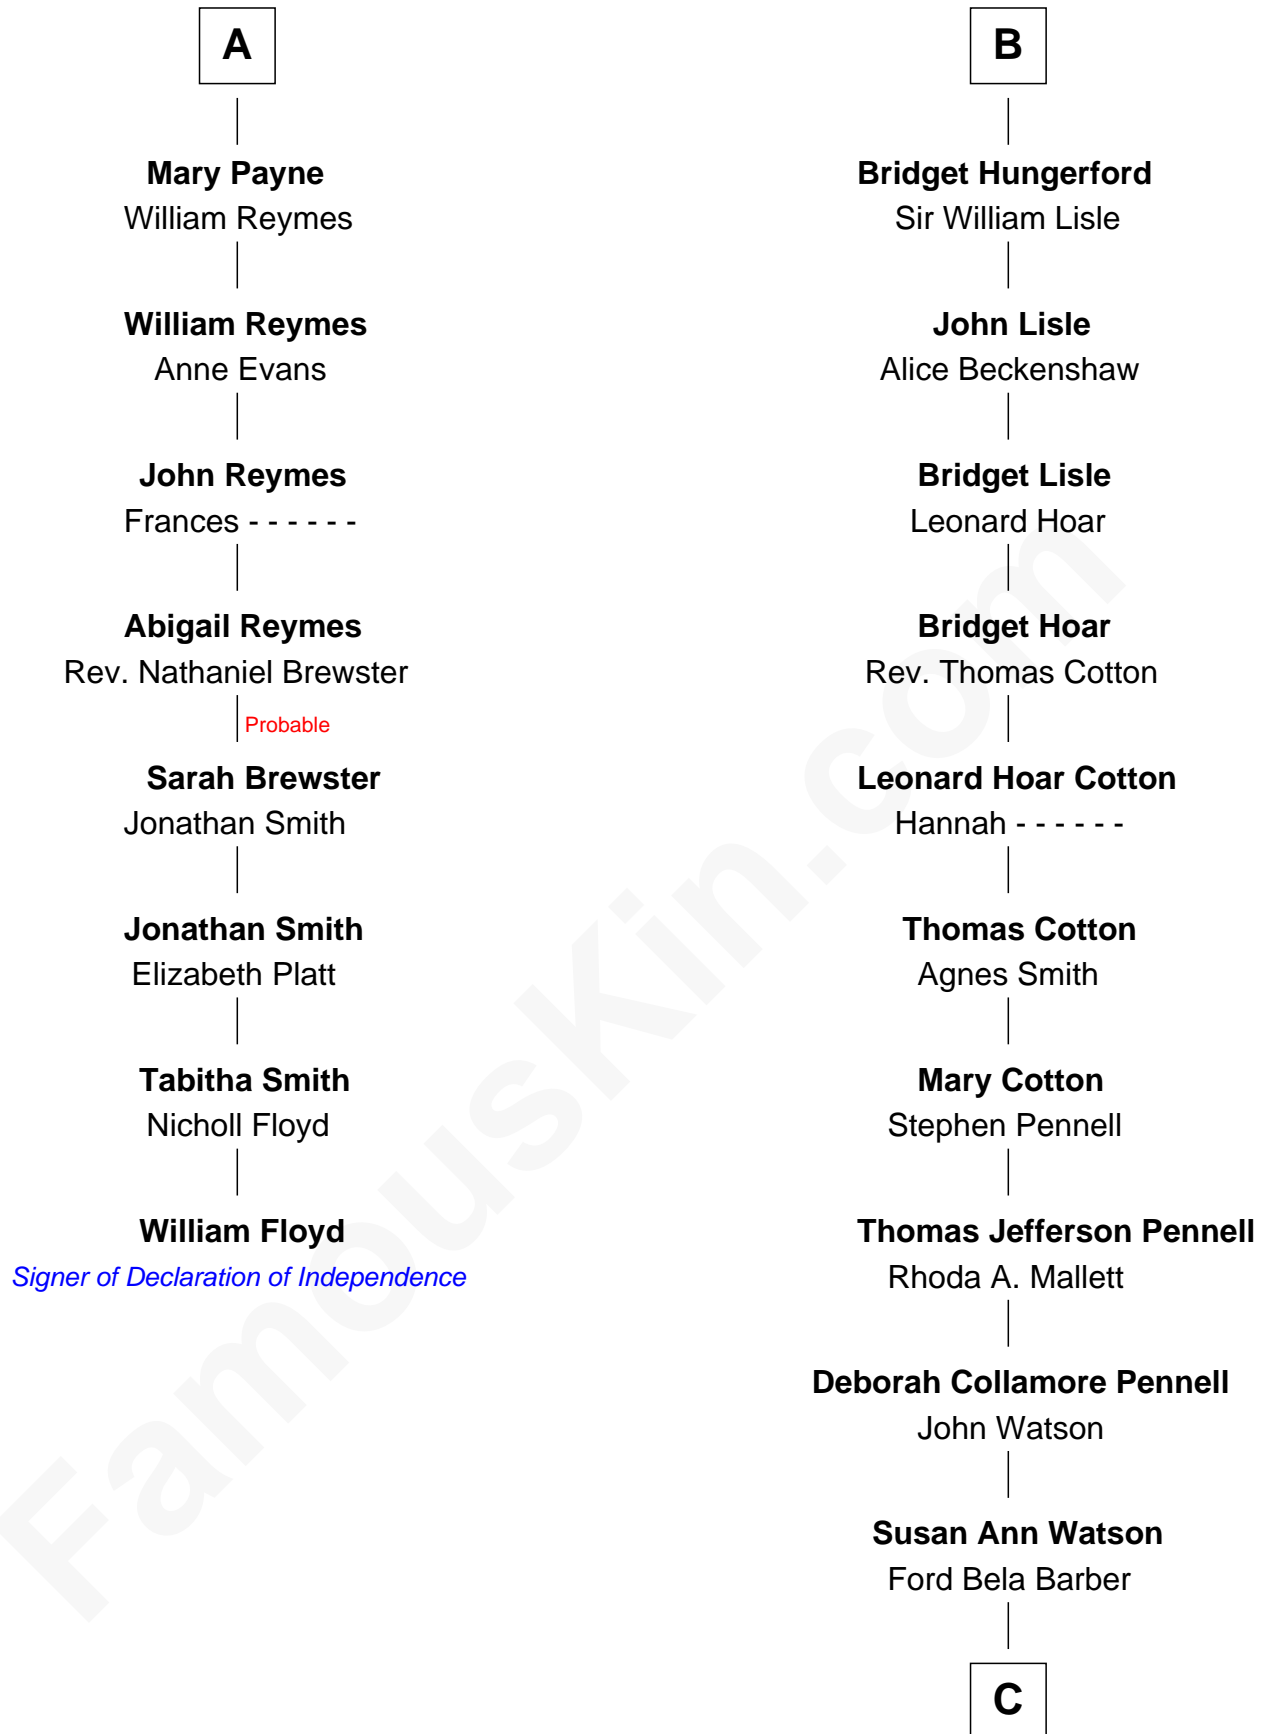 A
Mary Payne
William Reymes
William Reymes
Anne Evans
John Reymes
Frances - - - - - -
Abigail Reymes
Rev. Nathaniel Brewster
Probable
Sarah Brewster
Jonathan Smith
Jonathan Smith
Elizabeth Platt
Tabitha Smith
Nicholl Floyd
William Floyd
Signer of Declaration of Independence
B
Bridget Hungerford
Sir William Lisle
John Lisle
Alice Beckenshaw
Bridget Lisle
Leonard Hoar
Bridget Hoar
Rev. Thomas Cotton
Leonard Hoar Cotton
Hannah - - - - - -
Thomas Cotton
Agnes Smith
Mary Cotton
Stephen Pennell
Thomas Jefferson Pennell
Rhoda A. Mallett
Deborah Collamore Pennell
John Watson
Susan Ann Watson
Ford Bela Barber
C
FamousKin.com